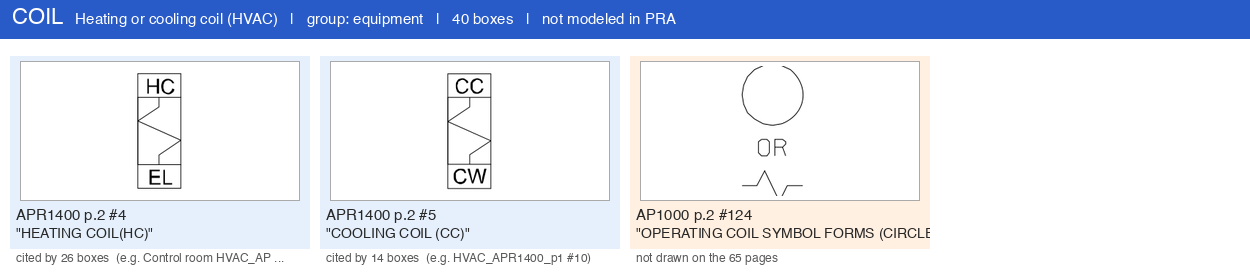 COIL Heating or cooling coil (HVAC) | group: equipment | 40 boxes | not modeled in PRA
HC
EL
APR1400 p.2 #4
"HEATING COIL(HC)"
cited by 26 boxes (e.g. Control room HVAC_AP ...
CC
CW
APR1400 p.2 #5
"COOLING COIL (CC)"
cited by 14 boxes (e.g. HVAC_APR1400_p1 #10)
OR
AP1000 p.2 #124
"OPERATING COIL SYMBOL FORMS (CIRCLE
not drawn on the 65 pages